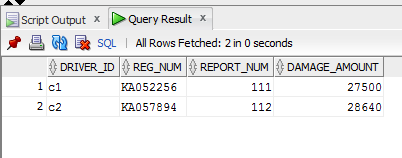 Script Output x Query Result x
SQL | All Rows Fetched: 2 in 0 seconds
DRIVER_ID REG_NUM REPORT_NUM DAMAGE_AMOUNT
1 c1 KA052256 111 27500
2 c2 KA057894 112 28640